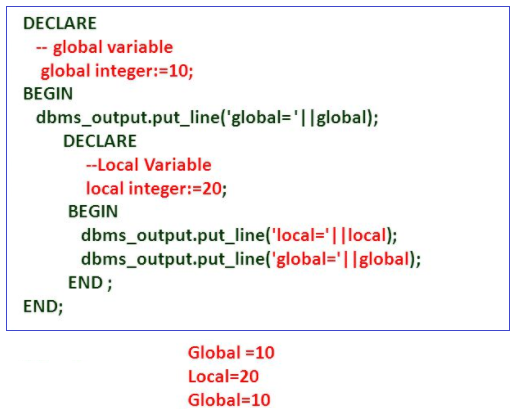 DECLARE
-- global variable
global integer:=10;
BEGIN
dbms_output.put_line('global='||global);
DECLARE
--Local Variable
local integer:=20;
BEGIN
dbms_output.put_line('local='||local);
dbms_output.put_line('global='||global);
END ;
END;
Global =10
Local=20
Global=10